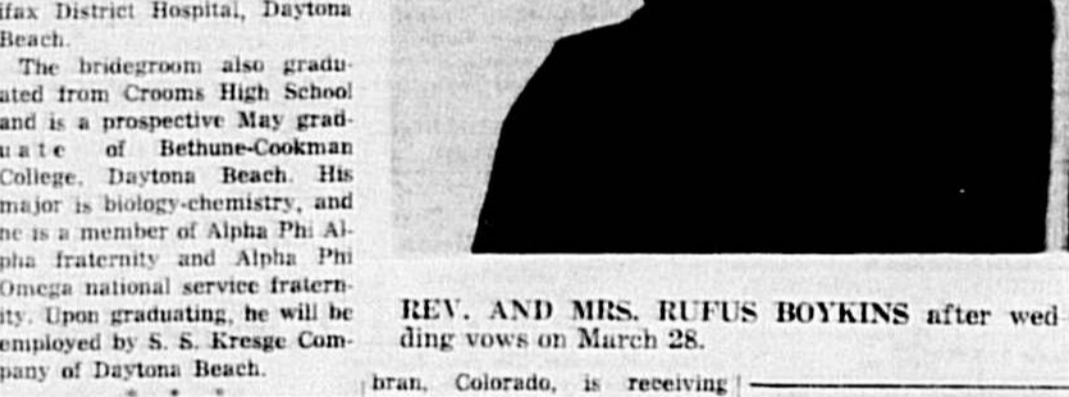 ifax District Hospital, Daytona
Beach.
The bridegroom also gradu-
ated from Crooms High School
and is a prospective May grad-
uate of Bethune-Cookman
College, Daytona Beach. His
major is biology-chemistry, and
he is a member of Alpha Phi Al-
pha fraternity and Alpha Phi
Omega national service fratern-
ity. Upon graduating, he will be
employed by S. S. Kresge Com-
pany of Daytona Beach.
* * *
REV. AND MRS. RUFUS BOYKINS after wed
ding vows on March 28.
bran, Colorado, is receiving